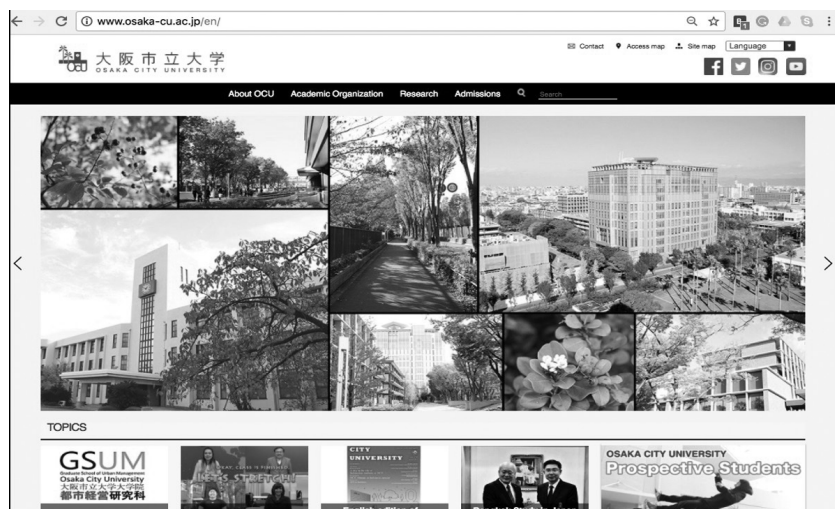 www.osaka-cu.ac.jp/en/
大阪市立大学
OSAKA CITY UNIVERSITY
Contact Access map Site map Language
About OCU Academic Organization Research Admissions Search
TOPICS
GSUM
Graduate School of Urban Management
Osaka City University
大阪市立大学大学院
都市経営研究科
LET'S STRETCH!
CITY
UNIVERSITY
OSAKA CITY UNIVERSITY
Prospective Students